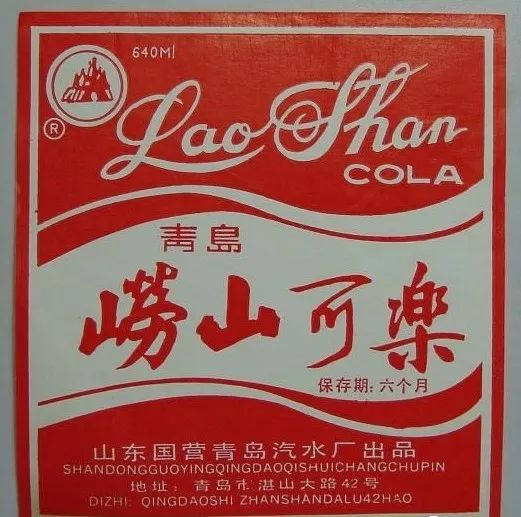 640Ml
®
Lao Shan
COLA
青島
嶗山可楽
保存期:六个月
山东国营青岛汽水厂出品
SHANDONGGUOYINGQINGDAOQISHUICHANGCHUPIN
地址:青岛市湛山大路42号
DIZHI: QINGDAOSHI ZHANSHANDALU42HAO